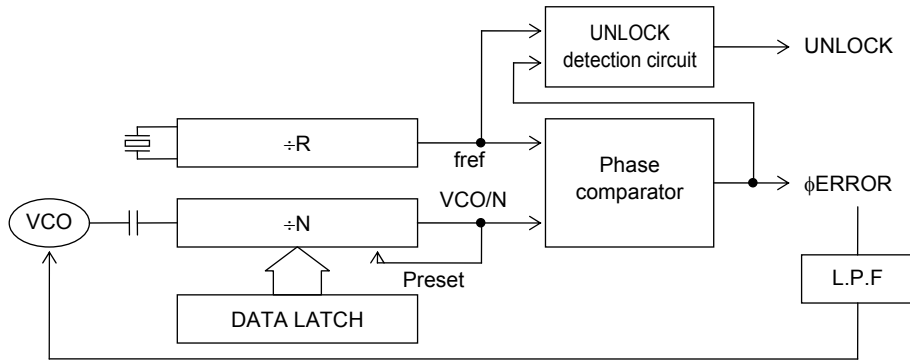 UNLOCK
detection circuit
UNLOCK
÷R
fref
Phase
comparator
φERROR
VCO
÷N
VCO/N
Preset
DATA LATCH
L.P.F